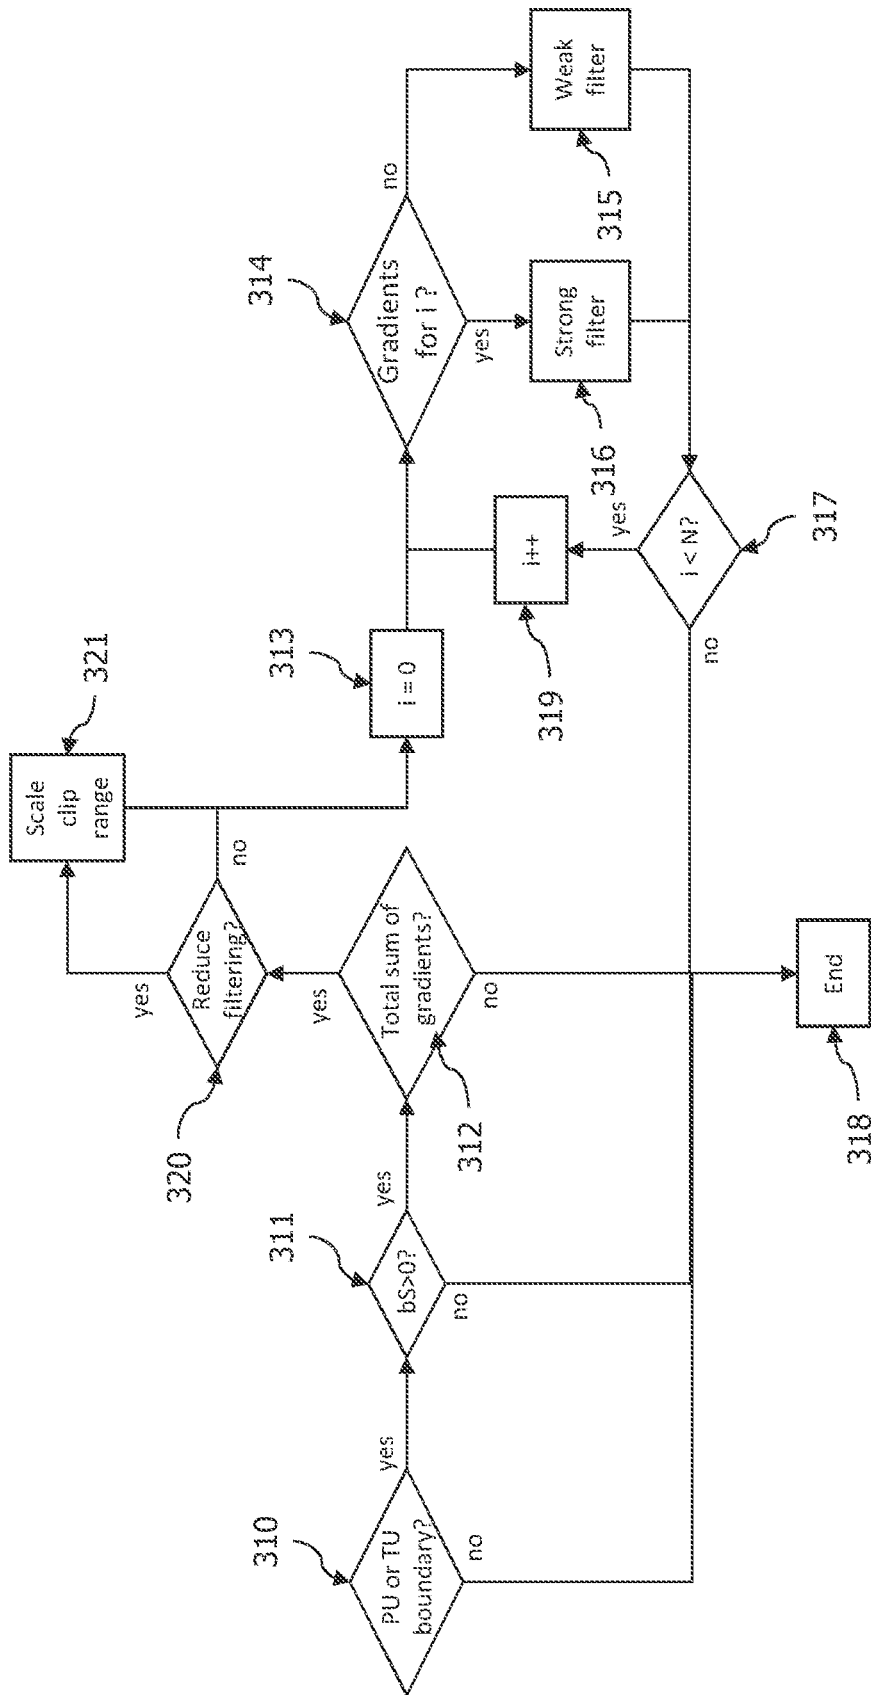 310
PU or TU
boundary?
yes
no
311
bS>0?
yes
no
312
Total sum of
gradients?
yes
no
320
Reduce
filtering?
yes
no
321
Scale
clip
range
313
i = 0
314
Gradients
for i ?
yes
no
315
Weak
filter
316
Strong
filter
317
i < N?
yes
no
319
i++
318
End